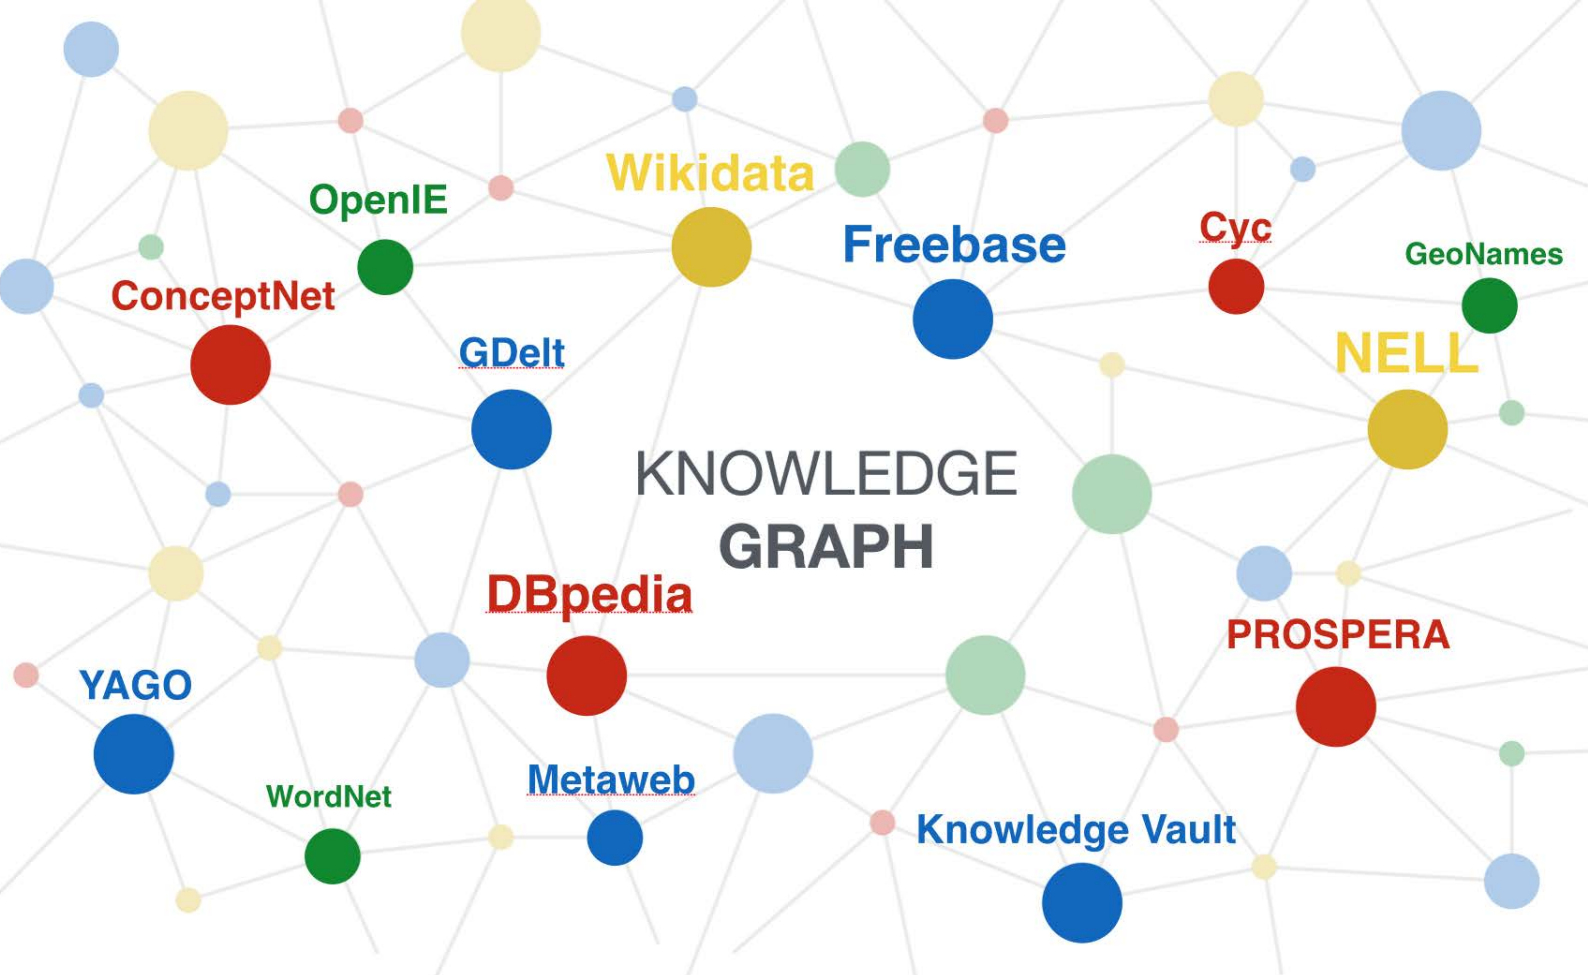 Wikidata
OpenIE
Cyc
Freebase
GeoNames
ConceptNet
GDelt
NELL
KNOWLEDGE
GRAPH
DBpedia
PROSPERA
YAGO
Metaweb
WordNet
Knowledge Vault